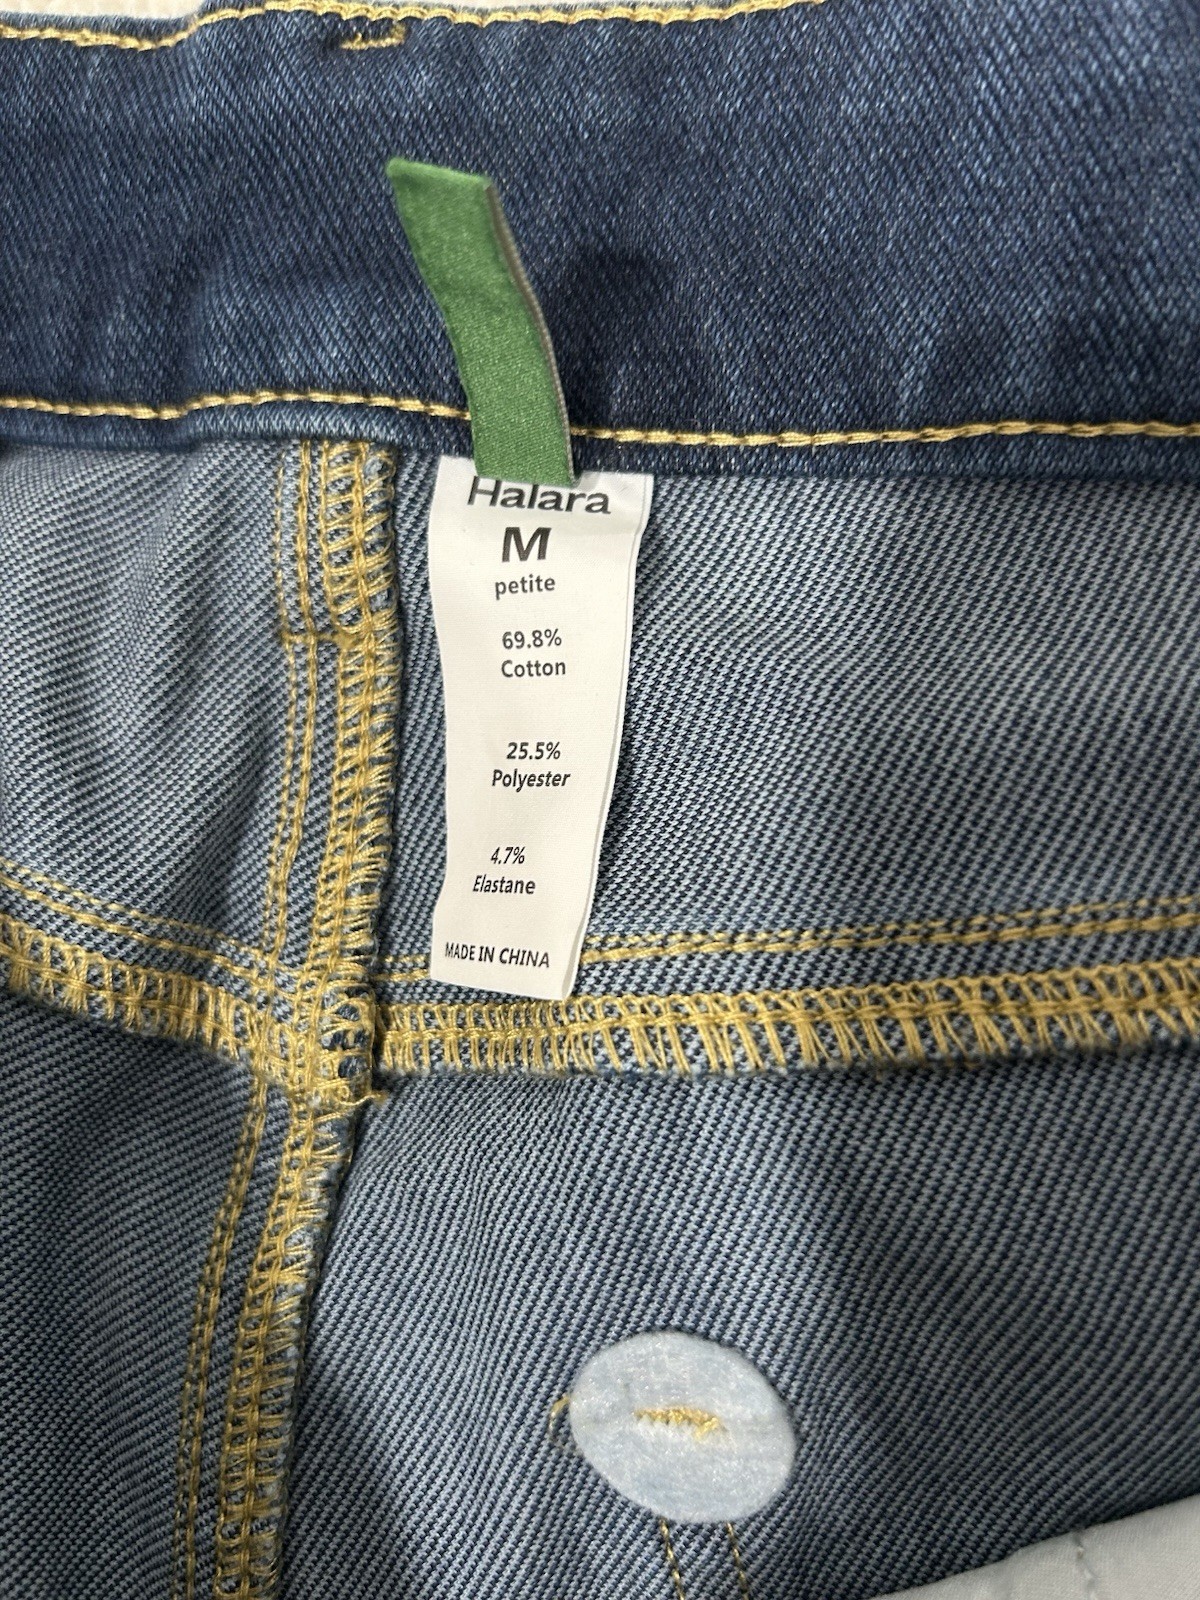 Halara
M
petite
69.8%
Cotton
25.5%
Polyester
4.7%
Elastane
MADE IN CHINA